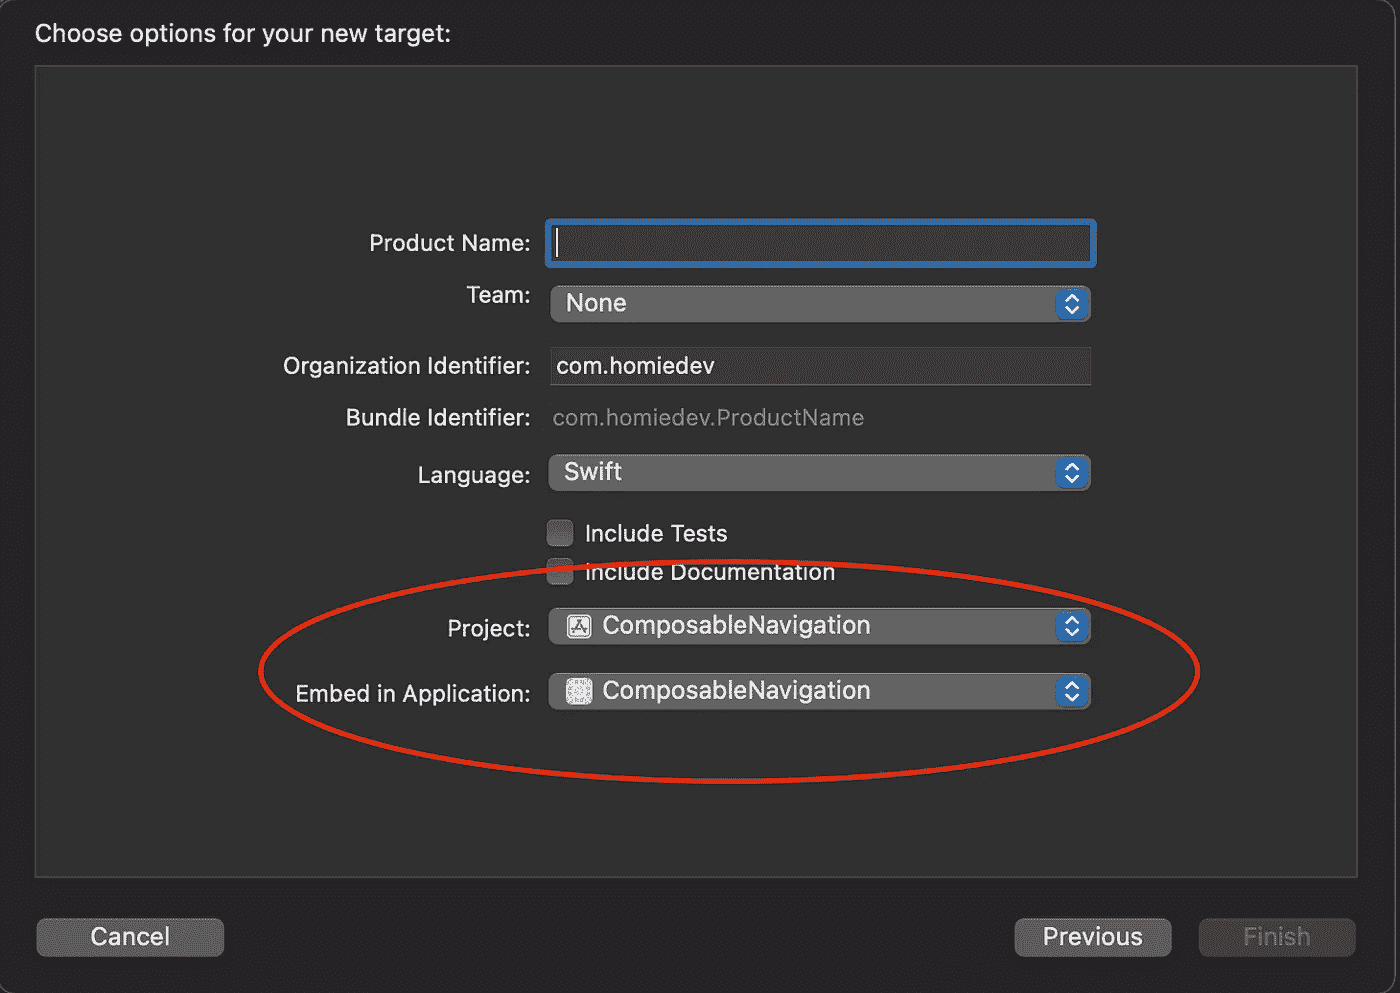 Choose options for your new target:
Product Name:
Team: None
Organization Identifier: com.homiedev
Bundle Identifier: com.homiedev.ProductName
Language: Swift
Include Tests
Include Documentation
Project: ComposableNavigation
Embed in Application: ComposableNavigation
Cancel Previous Finish